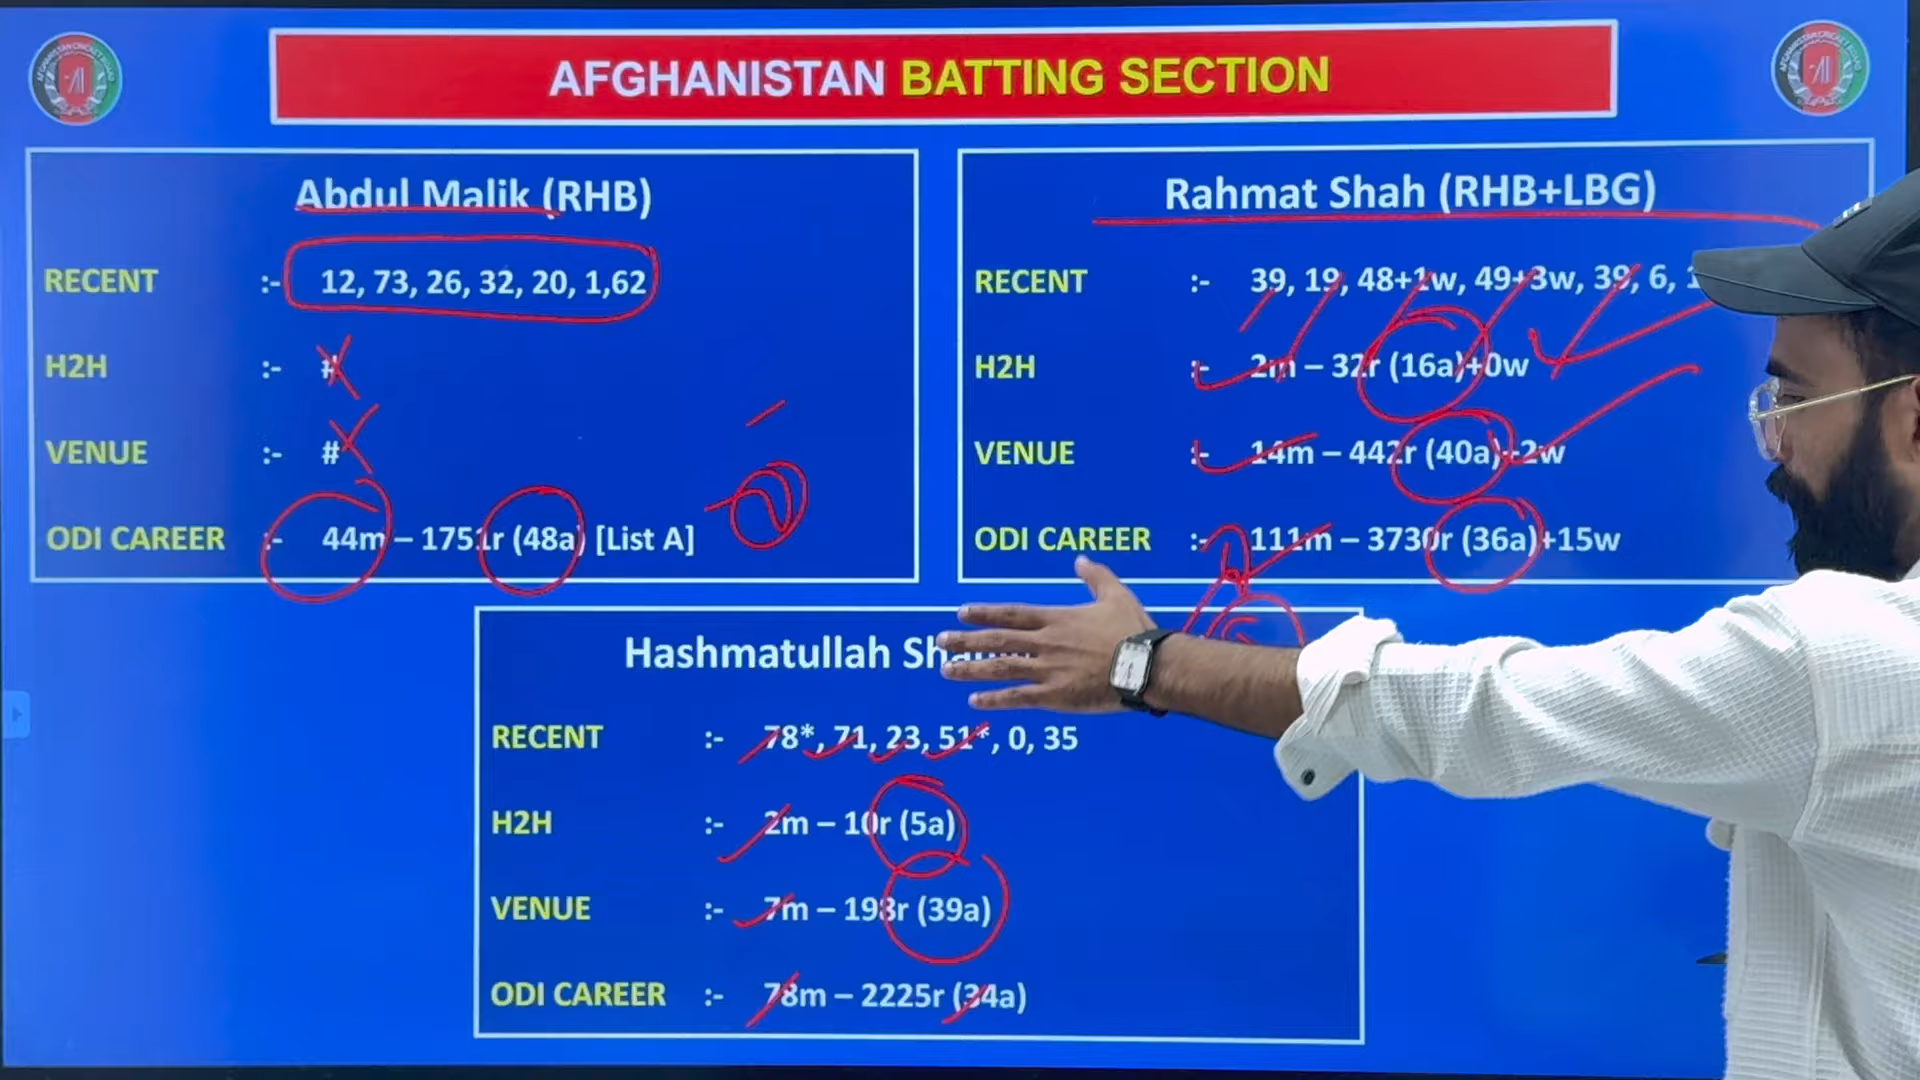 AFGHANISTAN BATTING SECTION
Abdul Malik (RHB)
RECENT :- 12, 73, 26, 32, 20, 1,62
H2H :- #
VENUE :- #
ODI CAREER :- 44m – 1751r (48a) [List A]
Rahmat Shah (RHB+LBG)
RECENT :- 39, 19, 48+1w, 49+3w, 39, 6,
H2H :- 2m – 32r (16a)+0w
VENUE :- 14m – 442r (40a)+2w
ODI CAREER :- 111m – 3730r (36a)+15w
Hashmatullah
RECENT :- 78*, 71, 23, 51*, 0, 35
H2H :- 2m – 10r (5a)
VENUE :- 7m – 198r (39a)
ODI CAREER :- 78m – 2225r (34a)